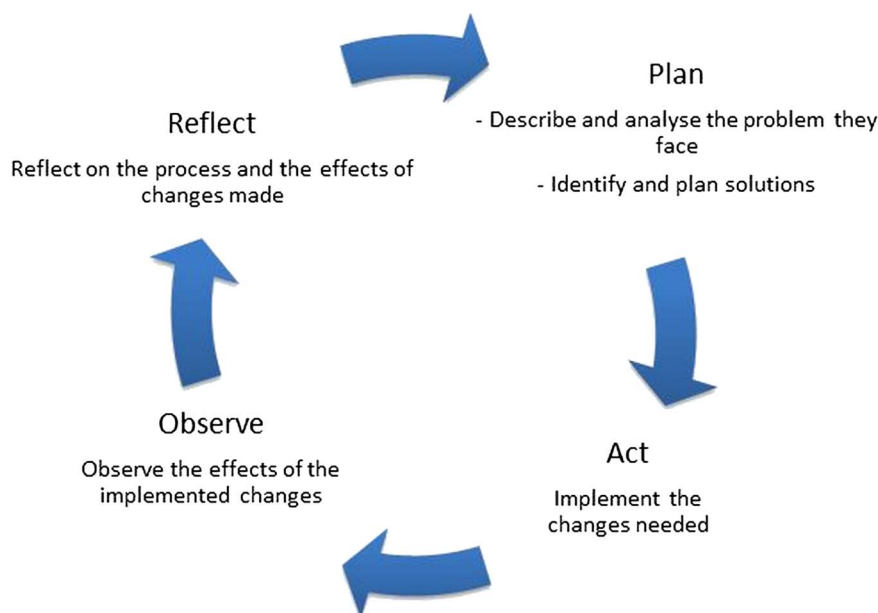 Plan
- Describe and analyse the problem they
face
- Identify and plan solutions
Act
Implement the
changes needed
Observe
Observe the effects of the
implemented changes
Reflect
Reflect on the process and the effects of
changes made